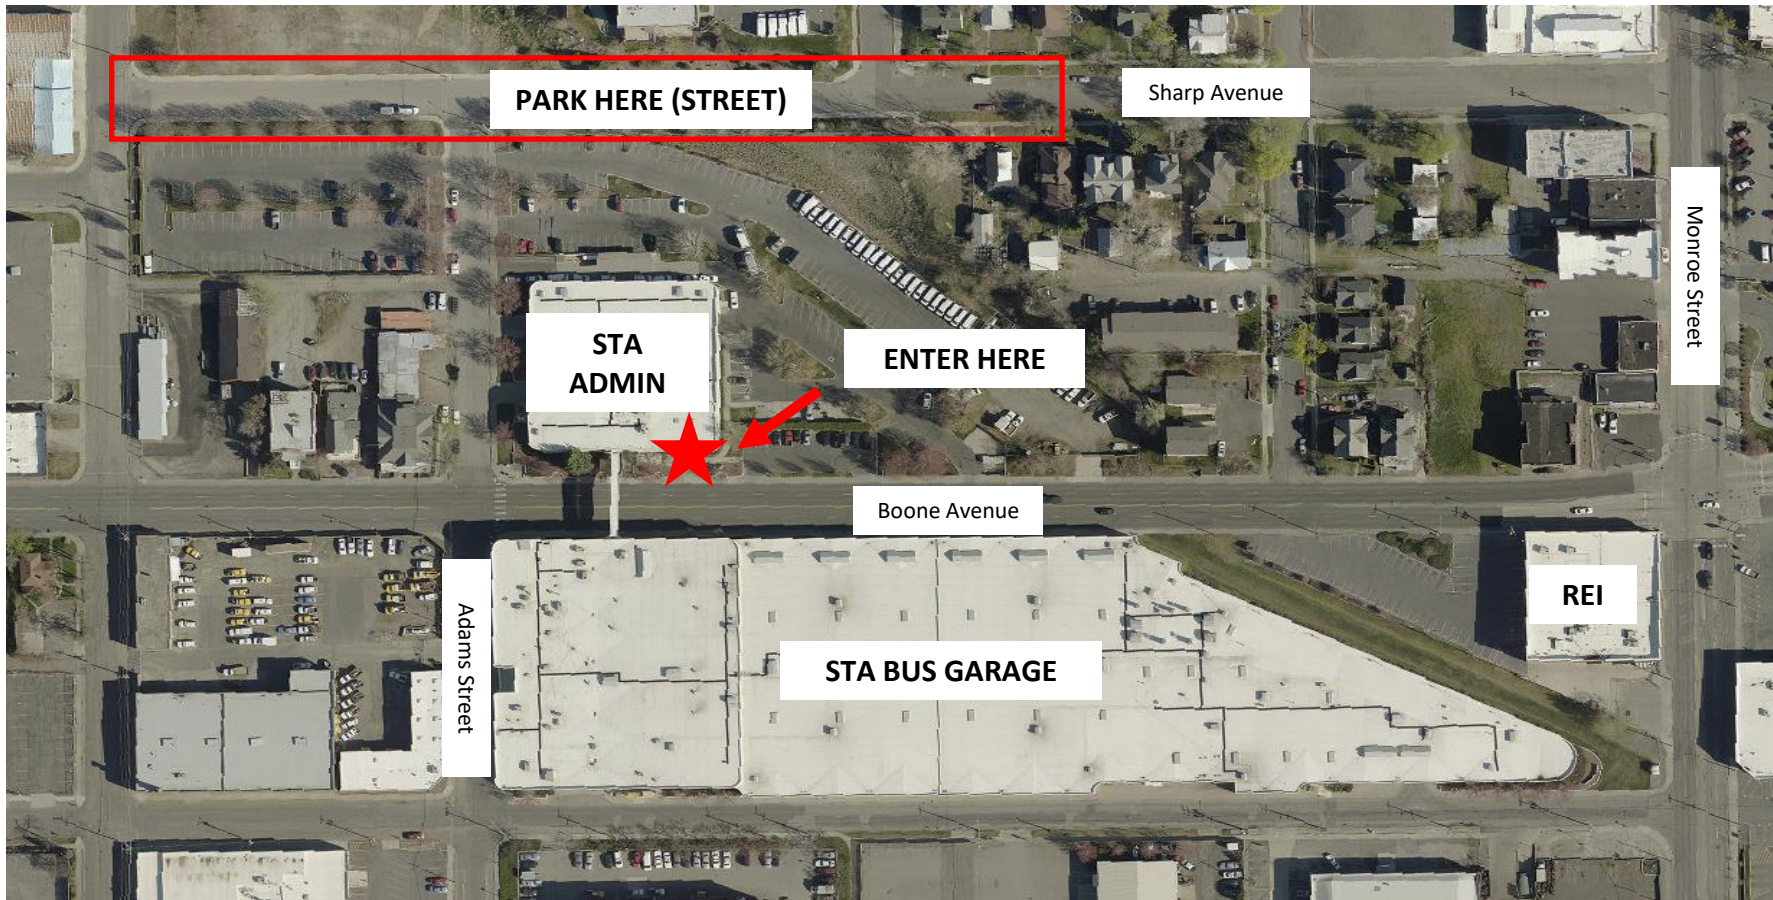 PARK HERE (STREET)
Sharp Avenue
Monroe Street
STA
ADMIN
ENTER HERE
Boone Avenue
REI
Adams Street
STA BUS GARAGE